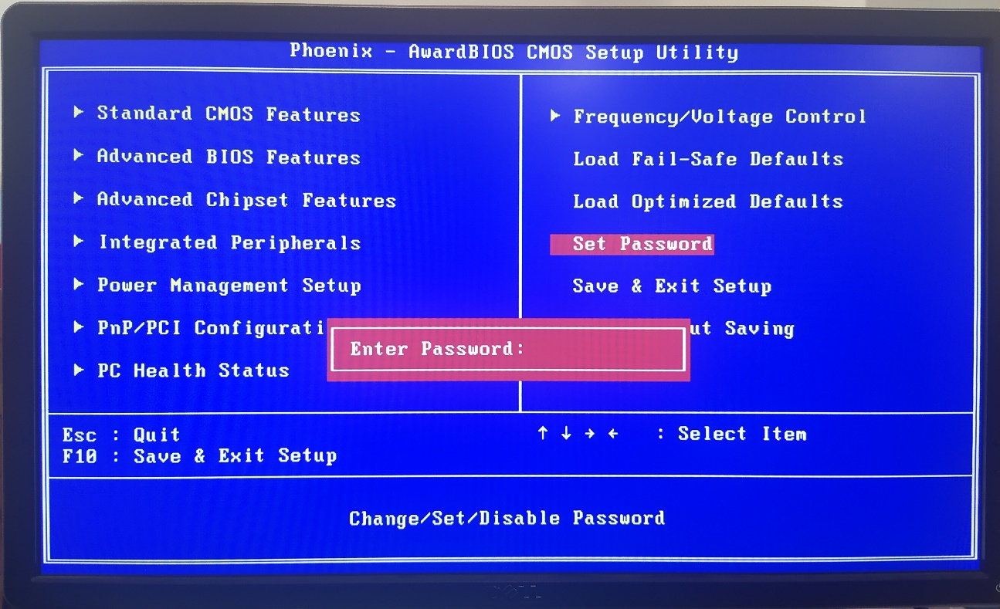 Phoenix - AwardBIOS CMOS Setup Utility
Standard CMOS Features
Advanced BIOS Features
Advanced Chipset Features
Integrated Peripherals
Power Management Setup
PnP/PCI Configurati
PC Health Status
Frequency/Voltage Control
Load Fail-Safe Defaults
Load Optimized Defaults
Set Password
Save & Exit Setup
ut Saving
Enter Password:
Esc : Quit
F10 : Save & Exit Setup
↑ ↓ → ← : Select Item
Change/Set/Disable Password